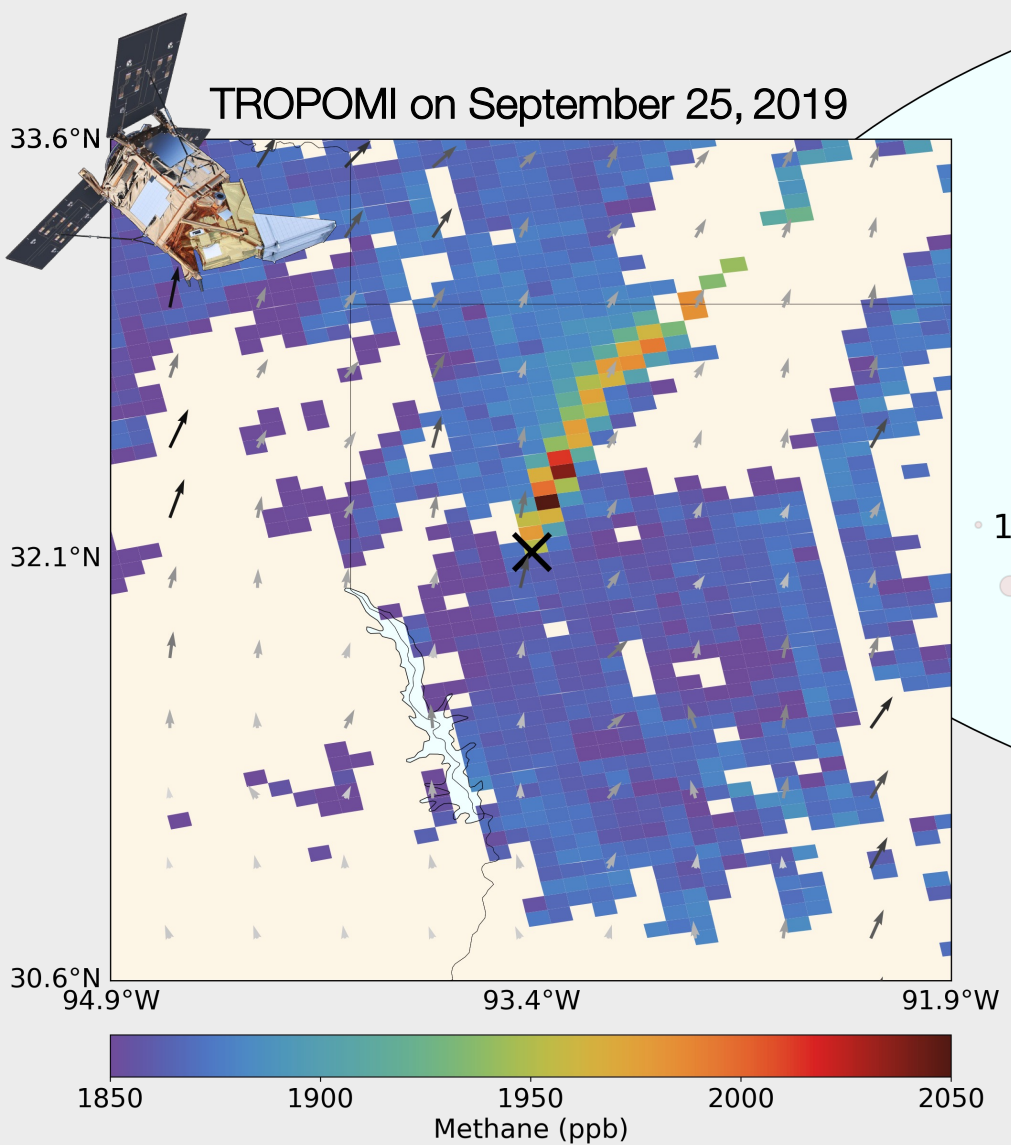 TROPOMI on September 25, 2019
33.6°N
32.1°N
1
30.6°N
94.9°W 93.4°W 91.9°W
1850 1900 1950 2000 2050
Methane (ppb)